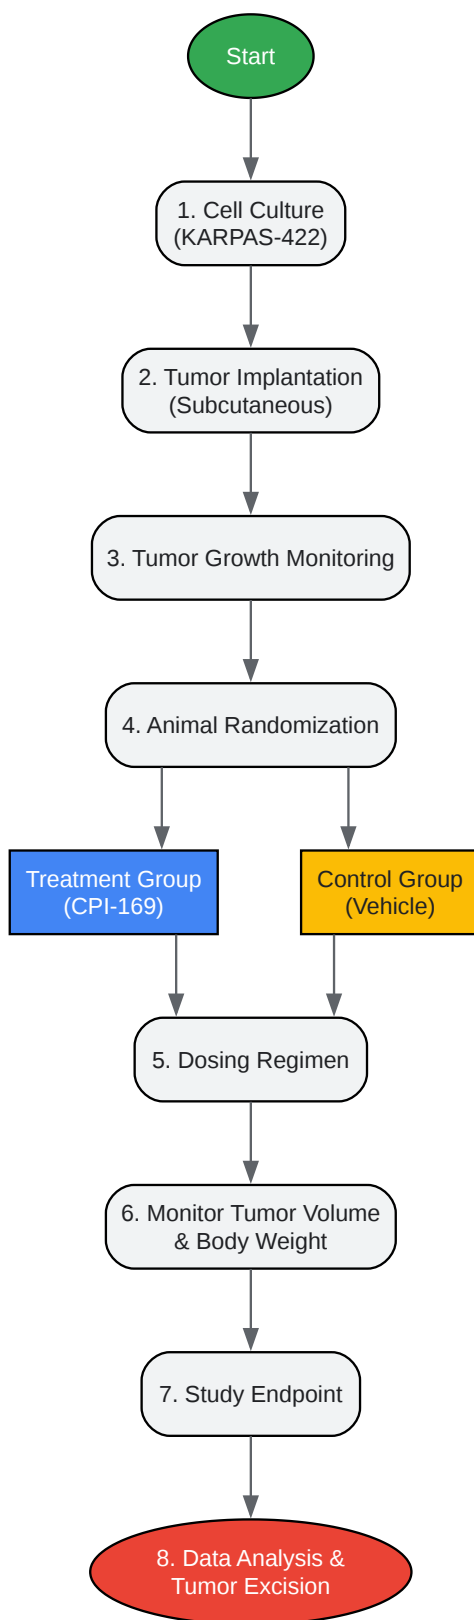 Start
1. Cell Culture
(KARPAS-422)
2. Tumor Implantation
(Subcutaneous)
3. Tumor Growth Monitoring
4. Animal Randomization
Treatment Group
(CPI-169)
Control Group
(Vehicle)
5. Dosing Regimen
6. Monitor Tumor Volume
& Body Weight
7. Study Endpoint
8. Data Analysis &
Tumor Excision